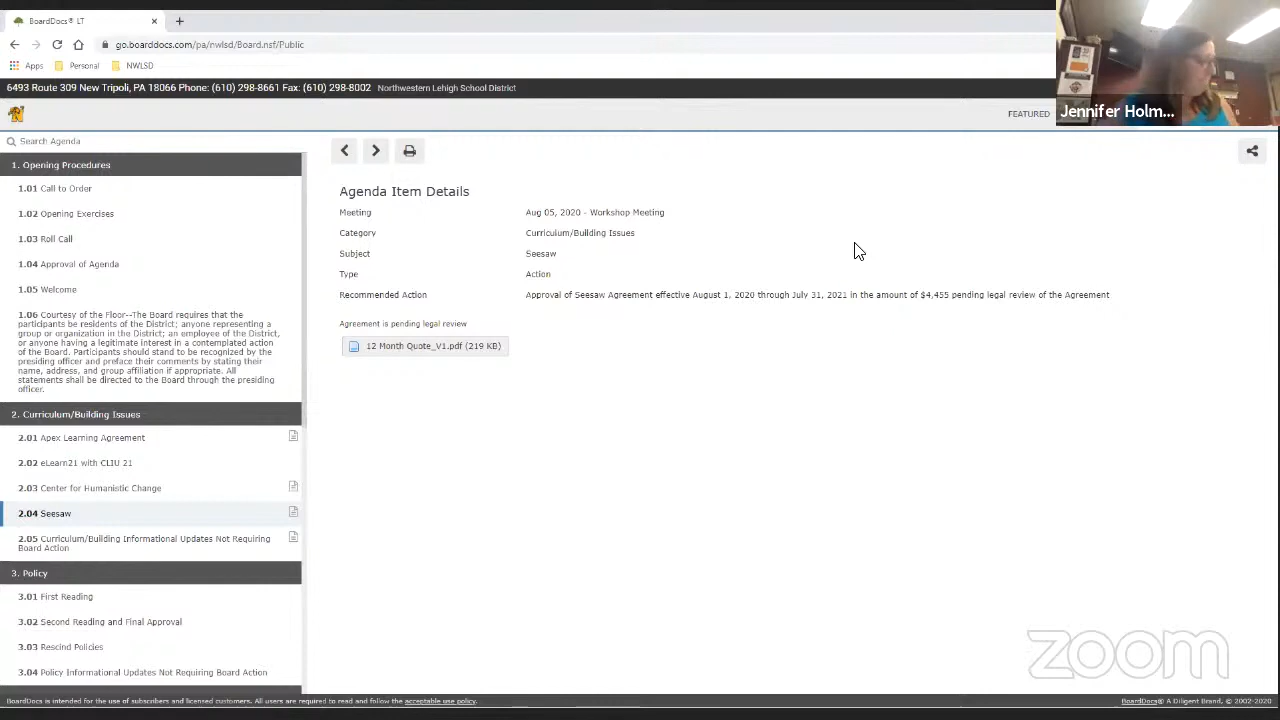 BoardDocs® LT
go.boarddocs.com/pa/nwlsd/Board.nsf/Public
Apps Personal NWLSD
6493 Route 309 New Tripoli, PA 18066 Phone: (610) 298-8661 Fax: (610) 298-8002 Northwestern Lehigh School District
FEATURED
Jennifer Holm...
Search Agenda
1. Opening Procedures
1.01 Call to Order
1.02 Opening Exercises
1.03 Roll Call
1.04 Approval of Agenda
1.05 Welcome
1.06 Courtesy of the Floor--The Board requires that the
participants be residents of the District; anyone representing a
group or organization in the District; an employee of the District,
or anyone having a legitimate interest in a contemplated action
of the Board. Participants should stand to be recognized by the
presiding officer and preface their comments by stating their
name, address, and group affiliation if appropriate. All
statements shall be directed to the Board through the presiding
officer.
2. Curriculum/Building Issues
2.01 Apex Learning Agreement
2.02 eLearn21 with CLIU 21
2.03 Center for Humanistic Change
2.04 Seesaw
2.05 Curriculum/Building Informational Updates Not Requiring
Board Action
3. Policy
3.01 First Reading
3.02 Second Reading and Final Approval
3.03 Rescind Policies
3.04 Policy Informational Updates Not Requiring Board Action
Agenda Item Details
Meeting Aug 05, 2020 - Workshop Meeting
Category Curriculum/Building Issues
Subject Seesaw
Type Action
Recommended Action Approval of Seesaw Agreement effective August 1, 2020 through July 31, 2021 in the amount of $4,455 pending legal review of the Agreement
Agreement is pending legal review
12 Month Quote_V1.pdf (219 KB)
zoom
BoardDocs is intended for the use of subscribers and licensed customers. All users are required to read and follow the acceptable use policy.
BoardDocs® A Diligent Brand, © 2002-2020